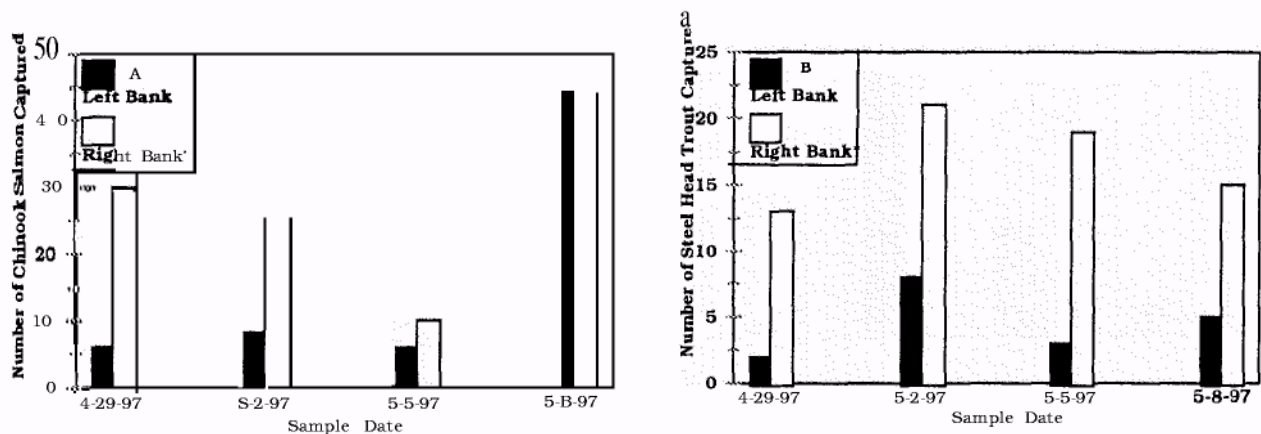 Number of Chinook Salmon Captured
50
4 0
30
20
10
0
A
Left Bank
Right Bank'
4-29-97
S-2-97
5-5-97
5-B-97
Sample Date
a
Number of Steel Head Trout Captured
25
20
15
10
5
0
B
Left Bank
Right Bank'
4-29-97
5-2-97
5-5-97
5-8-97
Sample Date